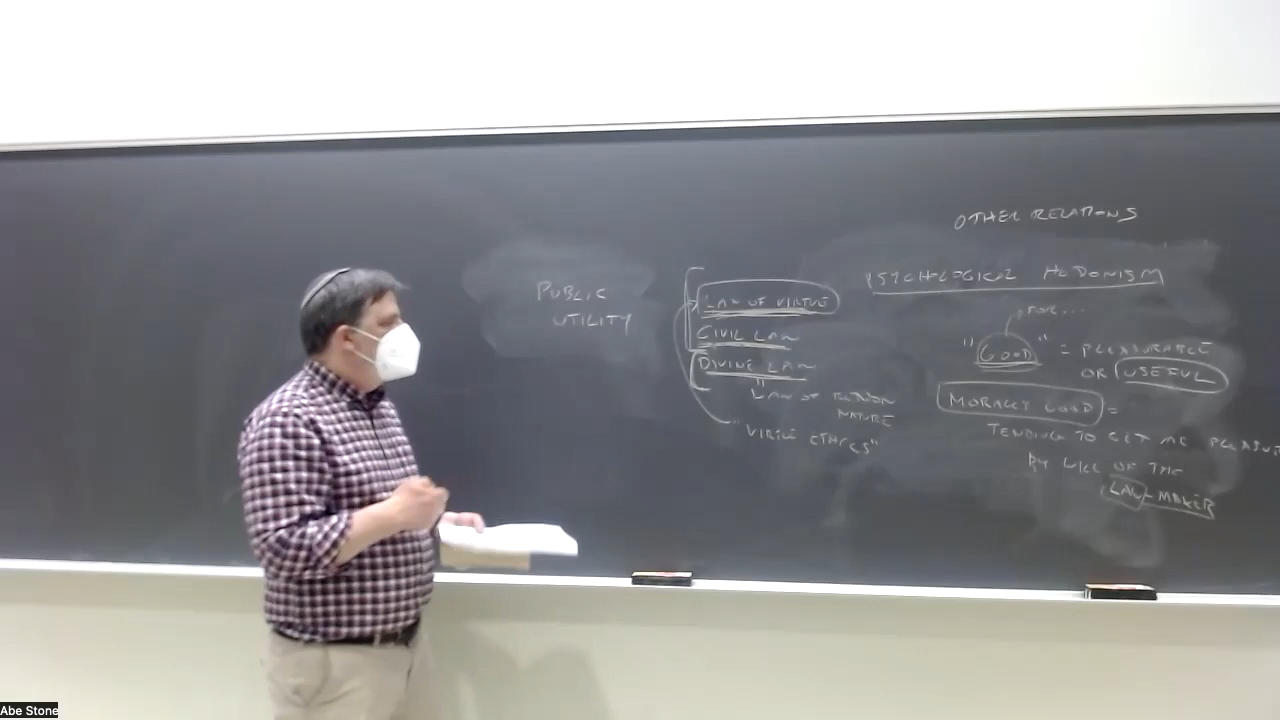 OTHER RELATIONS
PSYCHOLOGICAL HEDONISM
FOR...
"GOOD" = PLEASURABLE
OR USEFUL
MORALLY GOOD =
TENDING TO GET ME PLEASURE
BY WILL OF THE
LAW-MAKER
PUBLIC
UTILITY
LAW OF VIRTUE
CIVIL LAW
DIVINE LAW
"
LAW OF REASON
NATURE
"VIRTUE ETHICS"
Abe Stone